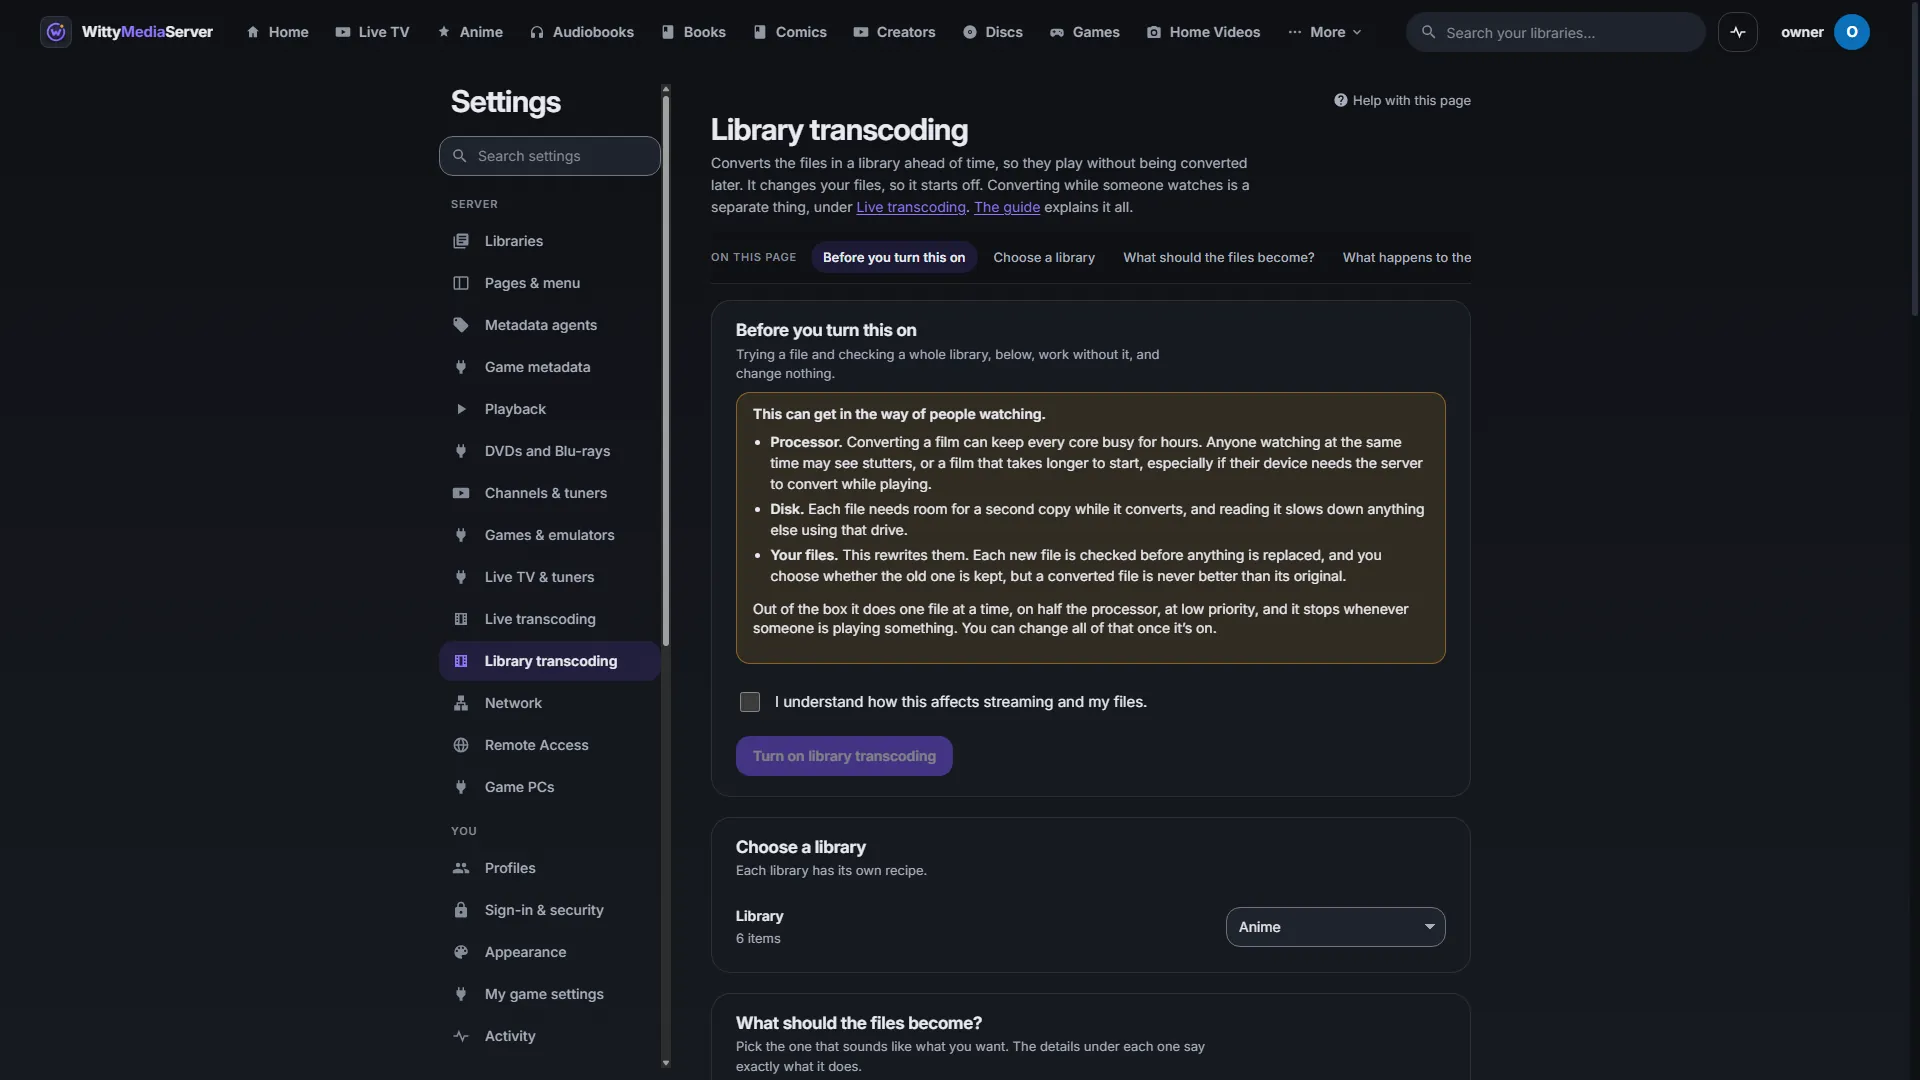 WittyMediaServer
Home
Live TV
Anime
Audiobooks
Books
Comics
Creators
Discs
Games
Home Videos
More
Search your libraries...
owner
O
Settings
Search settings
SERVER
Libraries
Pages & menu
Metadata agents
Game metadata
Playback
DVDs and Blu-rays
Channels & tuners
Games & emulators
Live TV & tuners
Live transcoding
Library transcoding
Network
Remote Access
Game PCs
YOU
Profiles
Sign-in & security
Appearance
My game settings
Activity
Help with this page
Library transcoding
Converts the files in a library ahead of time, so they play without being converted
later. It changes your files, so it starts off. Converting while someone watches is a
separate thing, under Live transcoding. The guide explains it all.
ON THIS PAGE
Before you turn this on
Choose a library
What should the files become?
What happens to the
Before you turn this on
Trying a file and checking a whole library, below, work without it, and
change nothing.
This can get in the way of people watching.
• Processor. Converting a film can keep every core busy for hours. Anyone watching at the same
time may see stutters, or a film that takes longer to start, especially if their device needs the server
to convert while playing.
• Disk. Each file needs room for a second copy while it converts, and reading it slows down anything
else using that drive.
• Your files. This rewrites them. Each new file is checked before anything is replaced, and you
choose whether the old one is kept, but a converted file is never better than its original.
Out of the box it does one file at a time, on half the processor, at low priority, and it stops whenever
someone is playing something. You can change all of that once it’s on.
I understand how this affects streaming and my files.
Turn on library transcoding
Choose a library
Each library has its own recipe.
Library
6 items
Anime
What should the files become?
Pick the one that sounds like what you want. The details under each one say
exactly what it does.